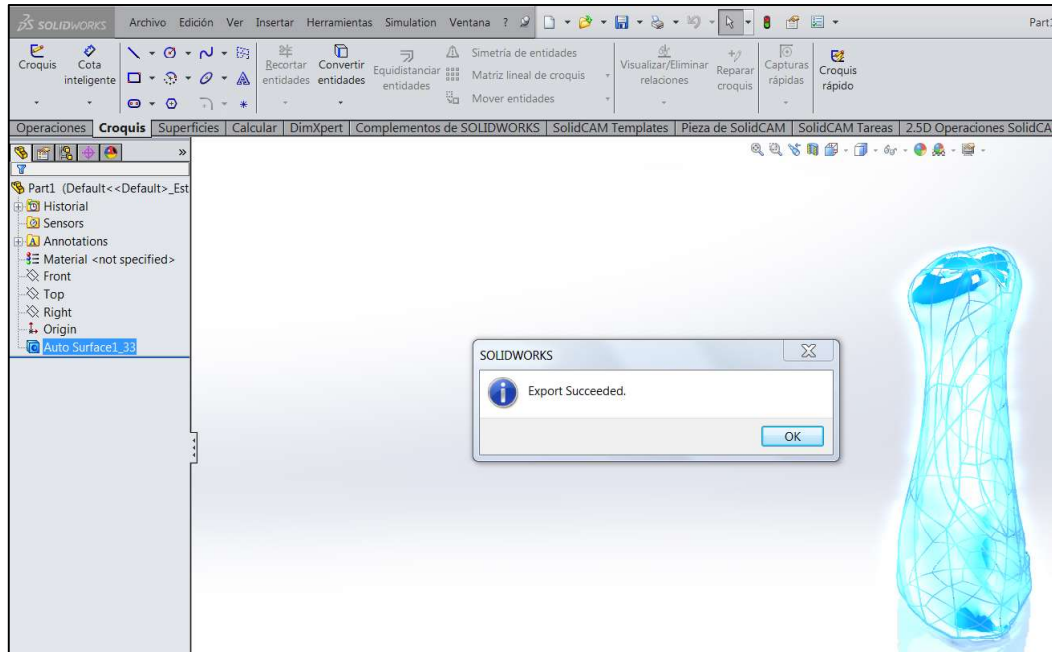 SOLIDWORKS Archivo Edición Ver Insertar Herramientas Simulation Ventana ? Part1
Croquis
Cota inteligente
Recortar entidades
Convertir entidades
Equidistanciar entidades
Simetría de entidades
Matriz lineal de croquis
Mover entidades
Visualizar/Eliminar relaciones
Reparar croquis
Capturas rápidas
Croquis rápido
Operaciones Croquis Superficies Calcular DimXpert Complementos de SOLIDWORKS SolidCAM Templates Pieza de SolidCAM SolidCAM Tareas 2.5D Operaciones SolidCA
Part1 (Default<<Default>_Est
Historial
Sensors
Annotations
Material <not specified>
Front
Top
Right
Origin
Auto Surface1_33
SOLIDWORKS
Export Succeeded.
OK